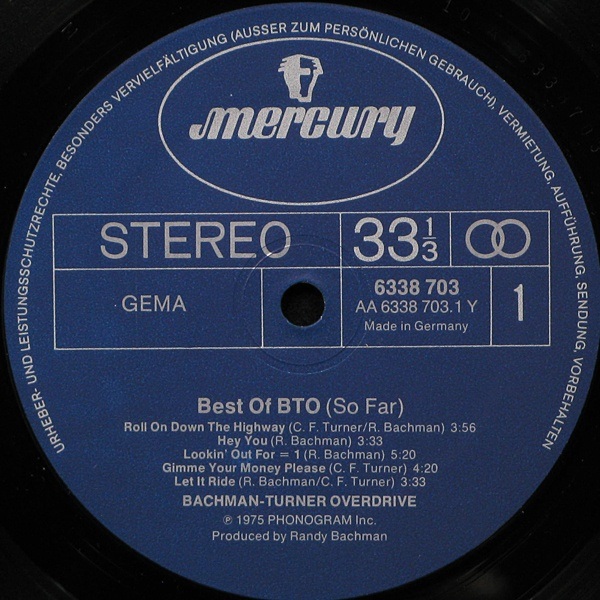 URHEBER- UND LEISTUNGSSCHUTZRECHTE, BESONDERS VERVIELFÄLTIGUNG (AUSSER ZUM PERSÖNLICHEN GEBRAUCH), VERMIETUNG, AUFFÜHRUNG, SENDUNG, VORBEHALTEN
mercury
STEREO 33 1/3
GEMA
6338 703
AA 6338 703.1 Y
Made in Germany
1
Best Of BTO (So Far)
Roll On Down The Highway (C. F. Turner/R. Bachman) 3:56
Hey You (R. Bachman) 3:33
Lookin' Out For = 1 (R. Bachman) 5:20
Gimme Your Money Please (C. F. Turner) 4:20
Let It Ride (R. Bachman/C. F. Turner) 3:33
BACHMAN-TURNER OVERDRIVE
℗ 1975 PHONOGRAM Inc.
Produced by Randy Bachman